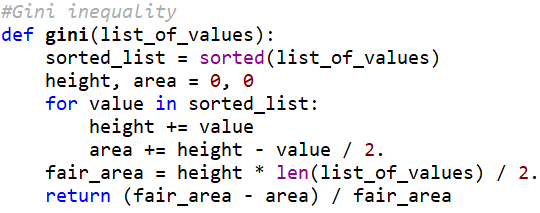 #Gini inequality
def gini(list_of_values):
    sorted_list = sorted(list_of_values)
    height, area = 0, 0
    for value in sorted_list:
        height += value
        area += height - value / 2.
    fair_area = height * len(list_of_values) / 2.
    return (fair_area - area) / fair_area